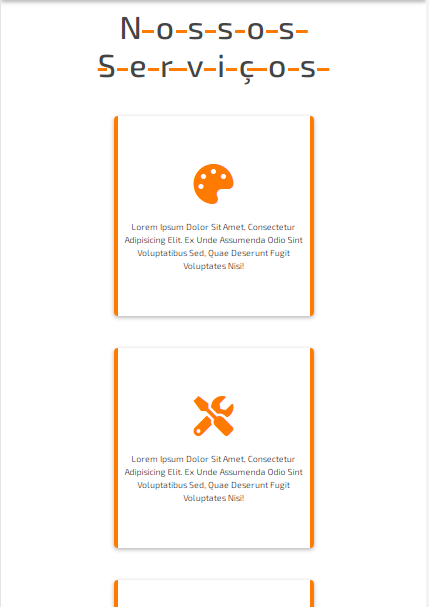 Nossos
Serviços
Lorem Ipsum Dolor Sit Amet, Consectetur
Adipisicing Elit. Ex Unde Assumenda Odio Sint
Voluptatibus Sed, Quae Deserunt Fugit
Voluptates Nisi!
Lorem Ipsum Dolor Sit Amet, Consectetur
Adipisicing Elit. Ex Unde Assumenda Odio Sint
Voluptatibus Sed, Quae Deserunt Fugit
Voluptates Nisi!